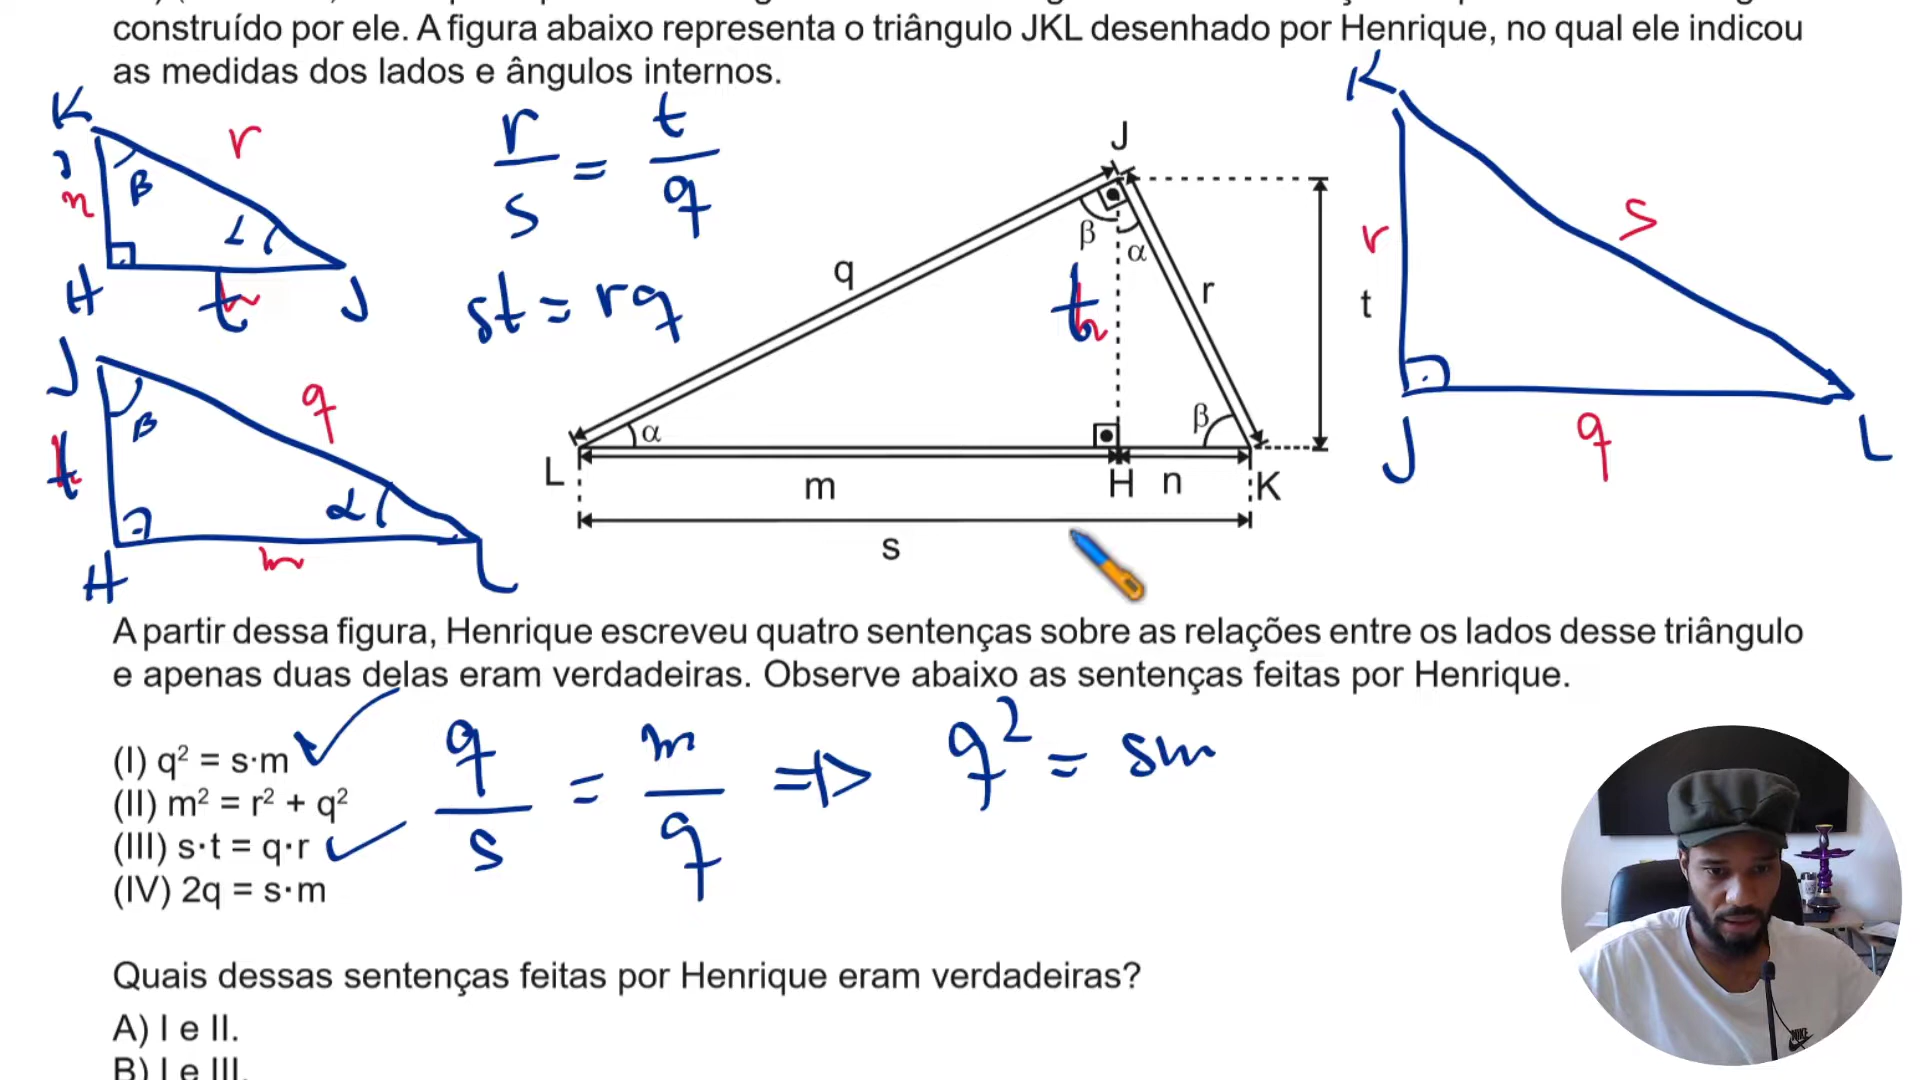 construído por ele. A figura abaixo representa o triângulo JKL desenhado por Henrique, no qual ele indicou
as medidas dos lados e ângulos internos.
K
r
n
β
α
H
t
J
r/s = t/q
st = rq
J
q
β
t
α
H
m
L
J
β
α
q
t
r
t
α
β
L
m
H
n
K
s
K
s
r
J
q
L
A partir dessa figura, Henrique escreveu quatro sentenças sobre as relações entre os lados desse triângulo
e apenas duas delas eram verdadeiras. Observe abaixo as sentenças feitas por Henrique.
(I) q² = s·m
(II) m² = r² + q²
(III) s·t = q·r
(IV) 2q = s·m
q/s = m/q => q² = sm
Quais dessas sentenças feitas por Henrique eram verdadeiras?
A) I e II.
B) I e III.
NIKE